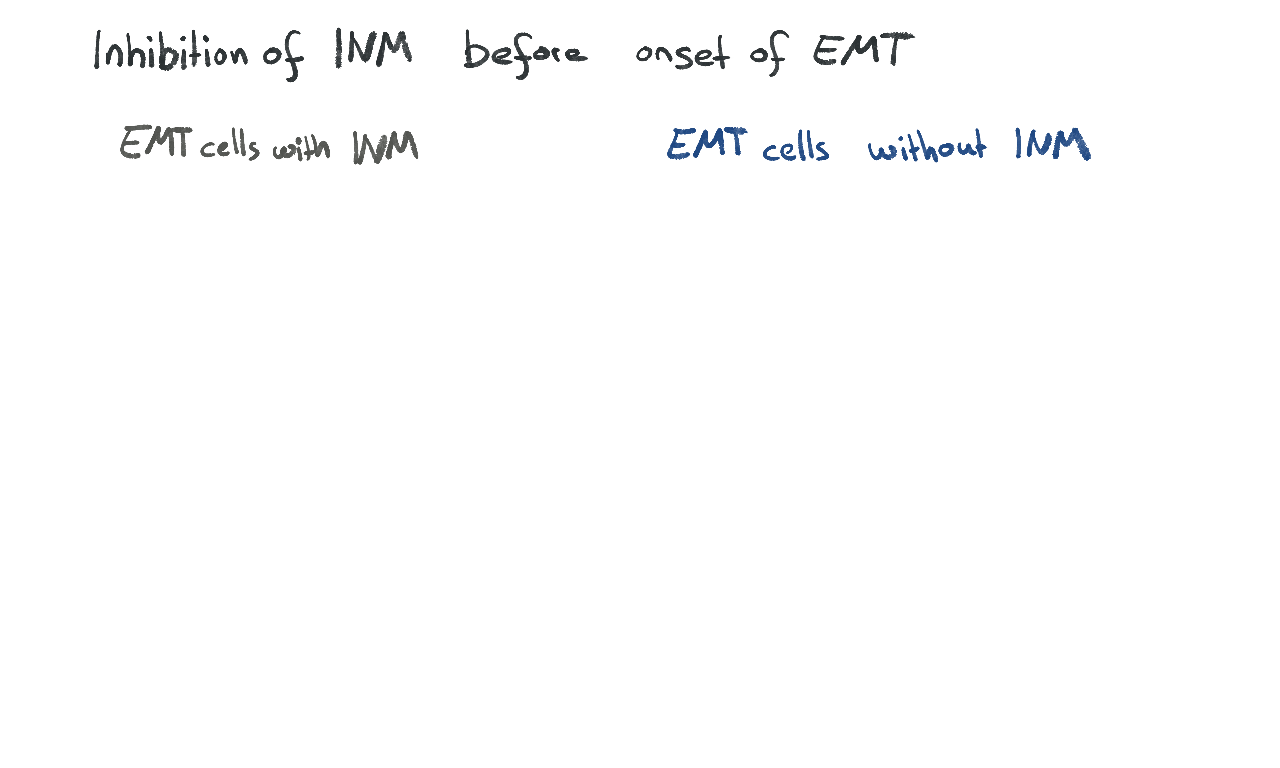 Inhibition of INM before onset of EMT
EMT cells with INM
EMT cells without INM